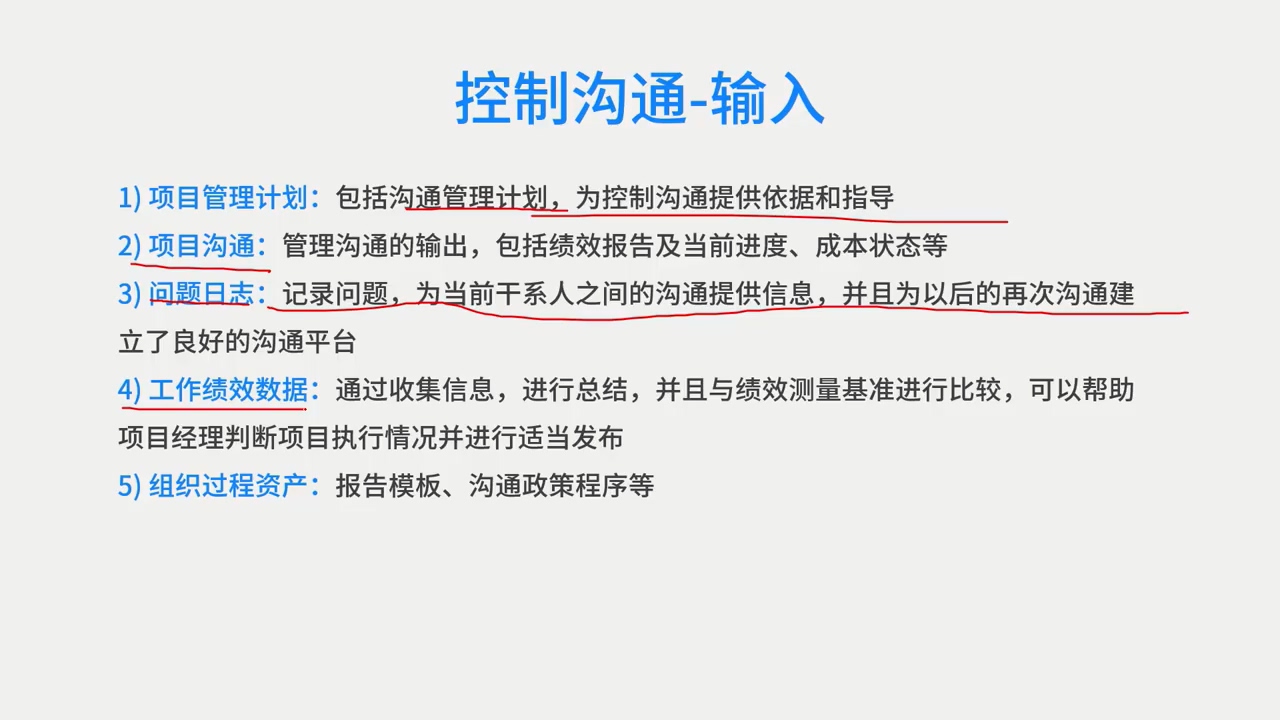 控制沟通-输入
1) 项目管理计划：包括沟通管理计划，为控制沟通提供依据和指导
2) 项目沟通：管理沟通的输出，包括绩效报告及当前进度、成本状态等
3) 问题日志：记录问题，为当前干系人之间的沟通提供信息，并且为以后的再次沟通建
立了良好的沟通平台
4) 工作绩效数据：通过收集信息，进行总结，并且与绩效测量基准进行比较，可以帮助
项目经理判断项目执行情况并进行适当发布
5) 组织过程资产：报告模板、沟通政策程序等